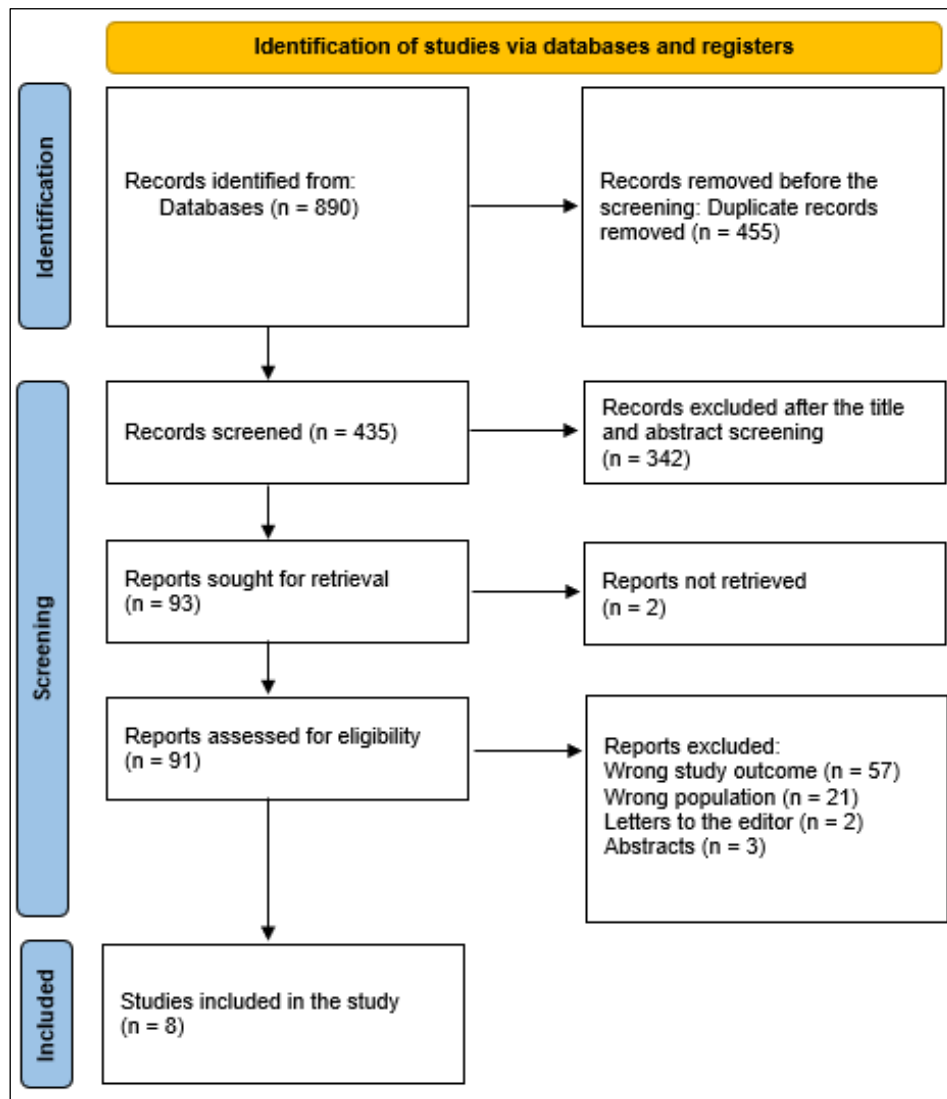 Identification of studies via databases and registers
Identification
Records identified from:
Databases (n = 890)
Records removed before the
screening: Duplicate records
removed (n = 455)
Screening
Records screened (n = 435)
Records excluded after the title
and abstract screening
(n = 342)
Reports sought for retrieval
(n = 93)
Reports not retrieved
(n = 2)
Reports assessed for eligibility
(n = 91)
Reports excluded:
Wrong study outcome (n = 57)
Wrong population (n = 21)
Letters to the editor (n = 2)
Abstracts (n = 3)
Included
Studies included in the study
(n = 8)